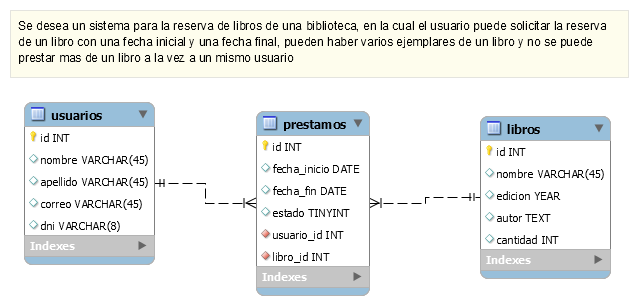 Se desea un sistema para la reserva de libros de una biblioteca, en la cual el usuario puede solicitar la reserva
de un libro con una fecha inicial y una fecha final, pueden haber varios ejemplares de un libro y no se puede
prestar mas de un libro a la vez a un mismo usuario
usuarios
id INT
nombre VARCHAR(45)
apellido VARCHAR(45)
correo VARCHAR(45)
dni VARCHAR(8)
Indexes
prestamos
id INT
fecha_inicio DATE
fecha_fin DATE
estado TINYINT
usuario_id INT
libro_id INT
Indexes
libros
id INT
nombre VARCHAR(45)
edicion YEAR
autor TEXT
cantidad INT
Indexes